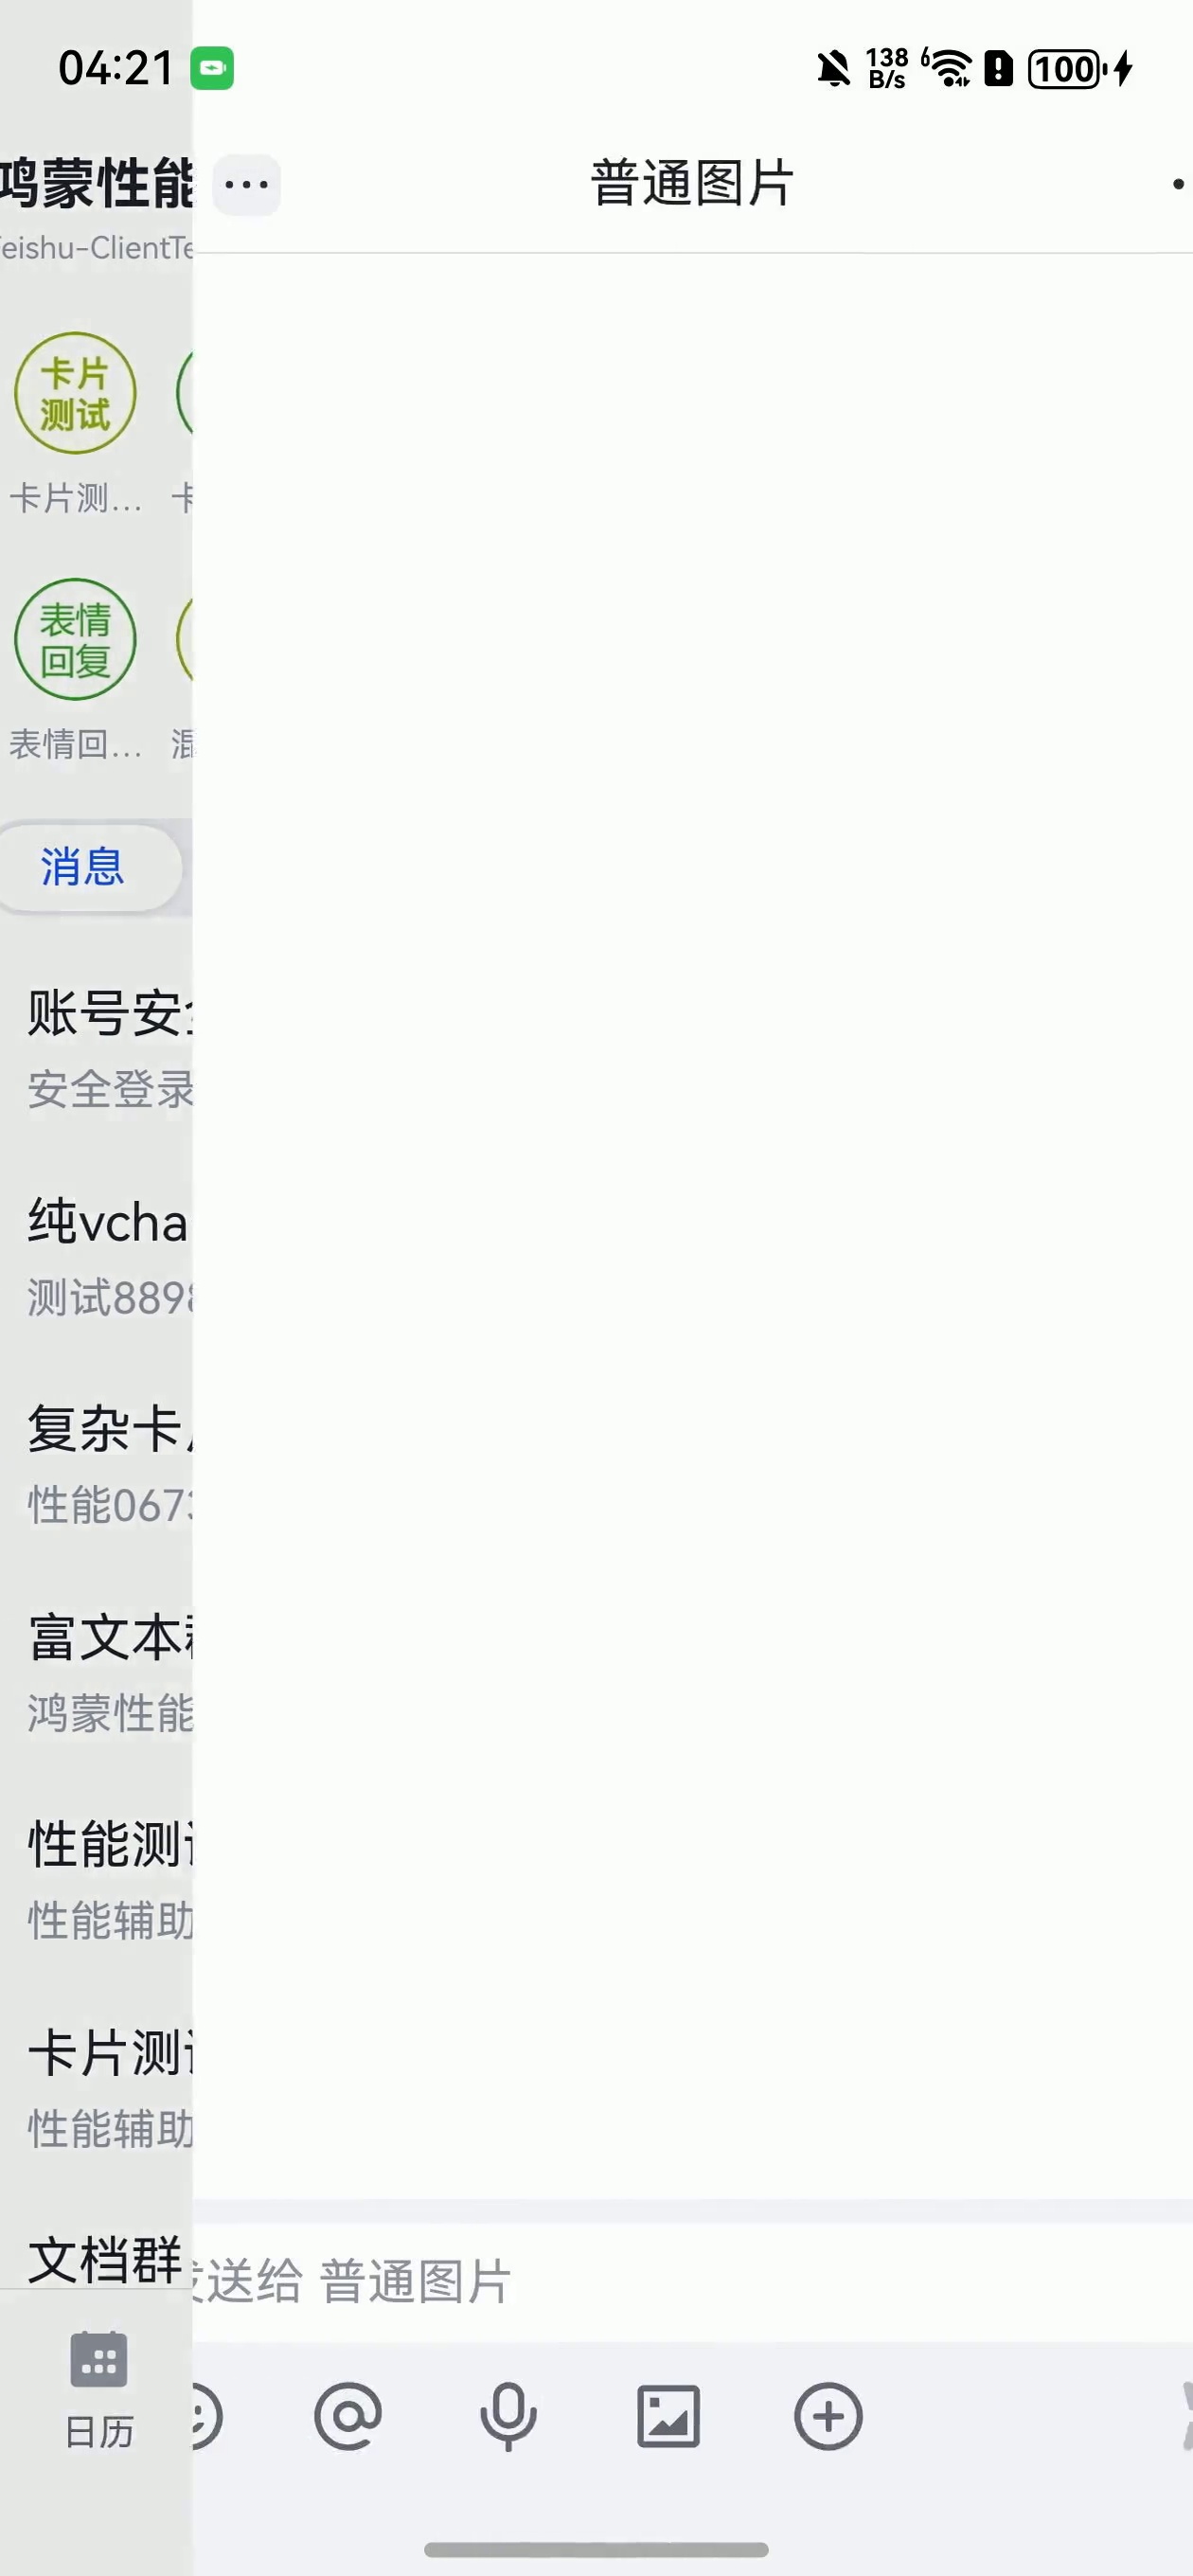 04:21
138
B/s
6
100
鸿蒙性能
普通图片
eishu-ClientTe
卡片
测试
卡片测...
表情
回复
表情回...
消息
账号安
安全登录
纯vcha
测试889
复杂卡
性能067
富文本
鸿蒙性能
性能测
性能辅助
卡片测
性能辅助
文档群
送给 普通图片
日历